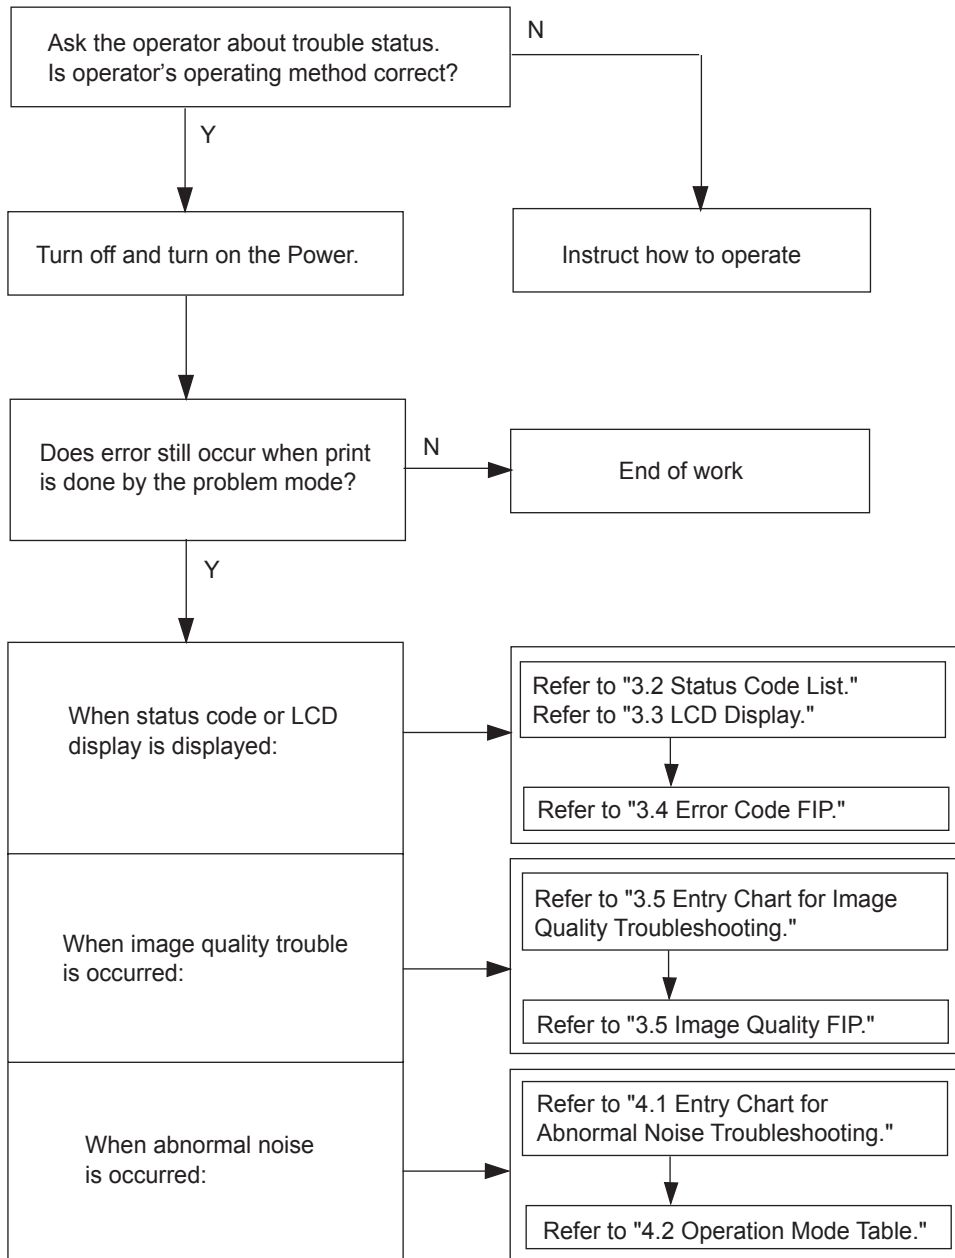 Ask the operator about trouble status.
Is operator’s operating method correct?
N
Y
Turn off and turn on the Power.
Instruct how to operate
Does error still occur when print
is done by the problem mode?
N
End of work
Y
When status code or LCD
display is displayed:
Refer to "3.2 Status Code List."
Refer to "3.3 LCD Display."
Refer to "3.4 Error Code FIP."
When image quality trouble
is occurred:
Refer to "3.5 Entry Chart for Image
Quality Troubleshooting."
Refer to "3.5 Image Quality FIP."
When abnormal noise
is occurred:
Refer to "4.1 Entry Chart for
Abnormal Noise Troubleshooting."
Refer to "4.2 Operation Mode Table."